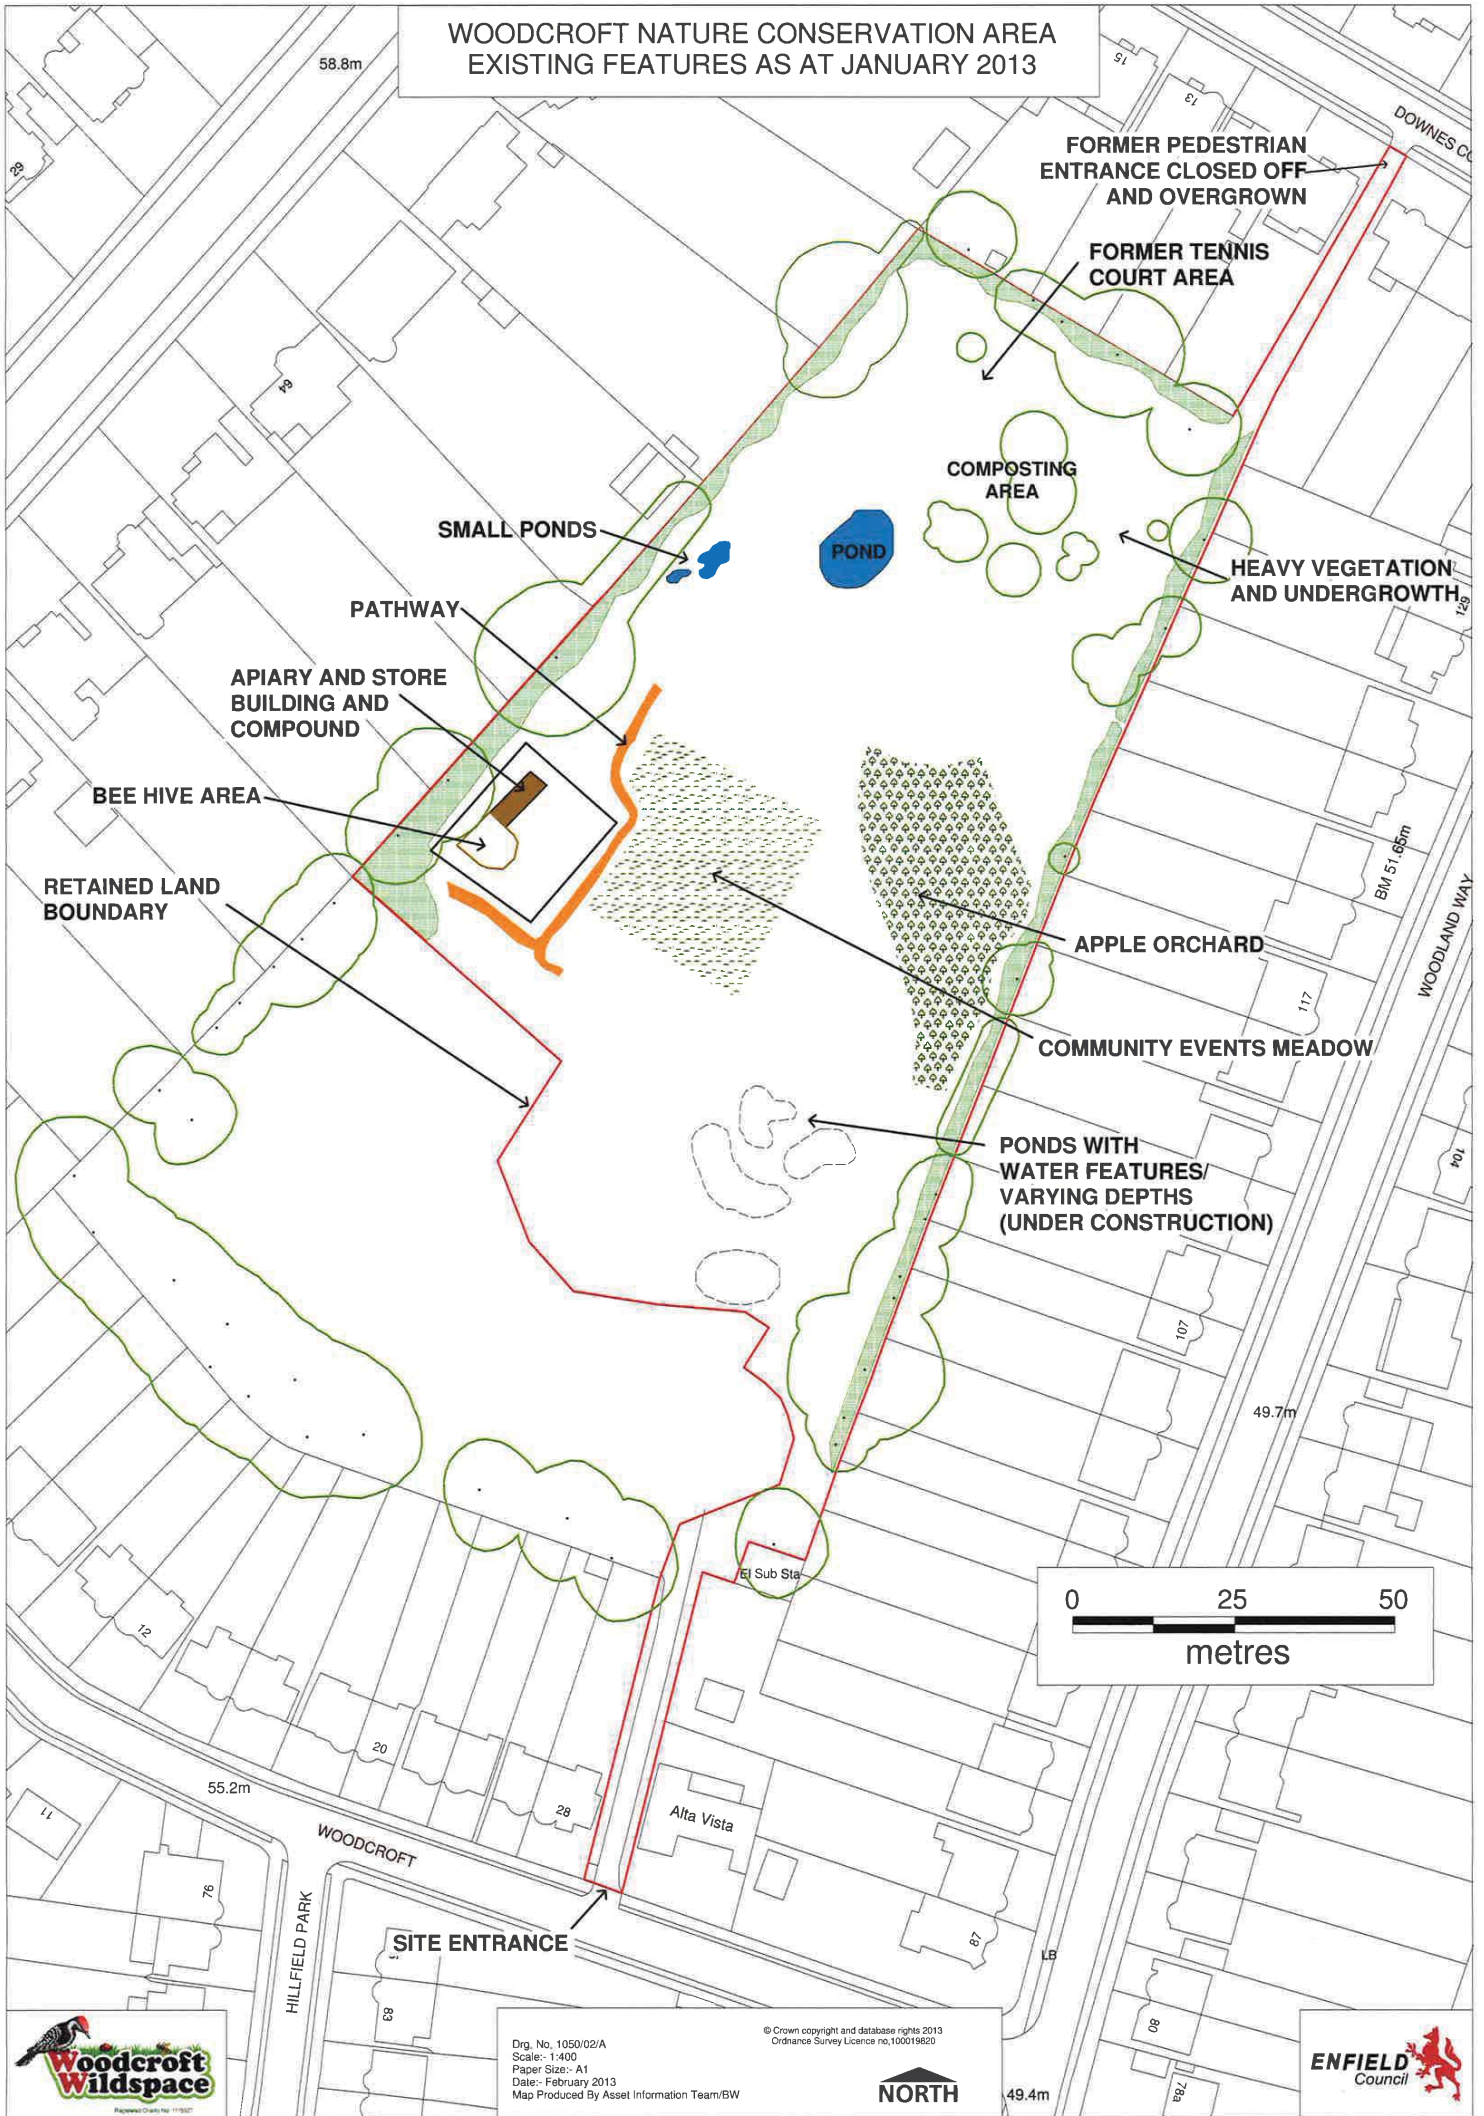 WOODCROFT NATURE CONSERVATION AREA
EXISTING FEATURES AS AT JANUARY 2013
58.8m
15
13
DOWNES
FORMER PEDESTRIAN
ENTRANCE CLOSED OFF
AND OVERGROWN
29
FORMER TENNIS
COURT AREA
64
COMPOSTING
AREA
SMALL PONDS
POND
HEAVY VEGETATION
AND UNDERGROWTH
129
PATHWAY
APIARY AND STORE
BUILDING AND
COMPOUND
BEE HIVE AREA
BM 51.65m
RETAINED LAND
BOUNDARY
WOODLAND WAY
APPLE ORCHARD
117
COMMUNITY EVENTS MEADOW
PONDS WITH
WATER FEATURES/
VARYING DEPTHS
(UNDER CONSTRUCTION)
104
107
49.7m
El Sub Sta
0 25 50
metres
12
20
55.2m
28
Alta Vista
11
WOODCROFT
76
HILLFIELD PARK
SITE ENTRANCE
87
LB
83
80
78a
49.4m
Woodcroft
Wildspace
Drg. No. 1050/02/A
Scale:- 1:400
Paper Size:- A1
Date:- February 2013
Map Produced By Asset Information Team/BW
© Crown copyright and database rights 2013
Ordnance Survey Licence no.100019820
NORTH
ENFIELD
Council